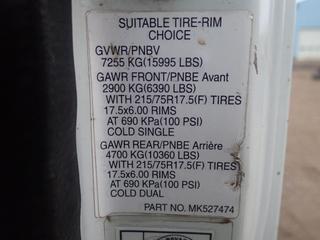 SUITABLE TIRE-RIM
CHOICE
GVWR/PNBV
7255 KG(15995 LBS)
GAWR FRONT/PNBE Avant
2900 KG(6390 LBS)
WITH 215/75R17.5(F) TIRES
17.5x6.00 RIMS
AT 690 KPa(100 PSI)
COLD SINGLE
GAWR REAR/PNBE Arrière
4700 KG(10360 LBS)
WITH 215/75R17.5(F) TIRES
17.5x6.00 RIMS
AT 690 KPa(100 PSI)
COLD DUAL
PART NO. MK527474